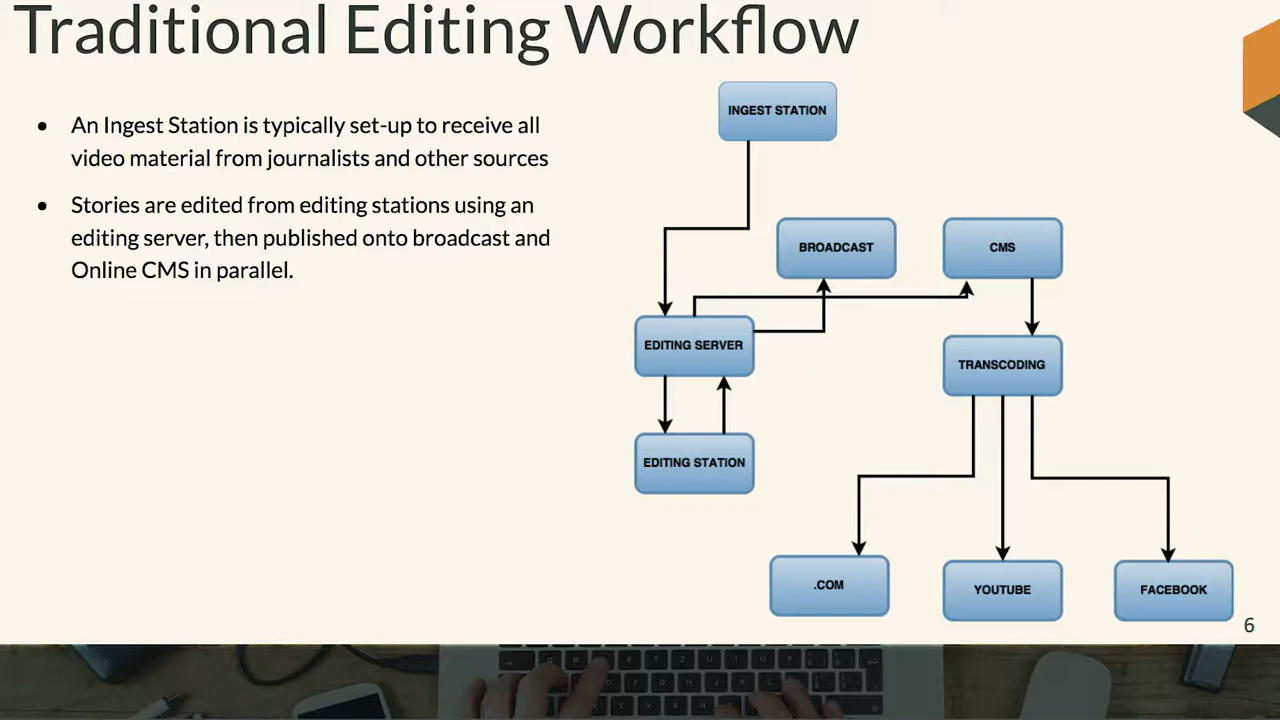 Traditional Editing Workflow
• An Ingest Station is typically set-up to receive all
video material from journalists and other sources
• Stories are edited from editing stations using an
editing server, then published onto broadcast and
Online CMS in parallel.
INGEST STATION
BROADCAST
CMS
EDITING SERVER
TRANSCODING
EDITING STATION
.COM
YOUTUBE
FACEBOOK
6